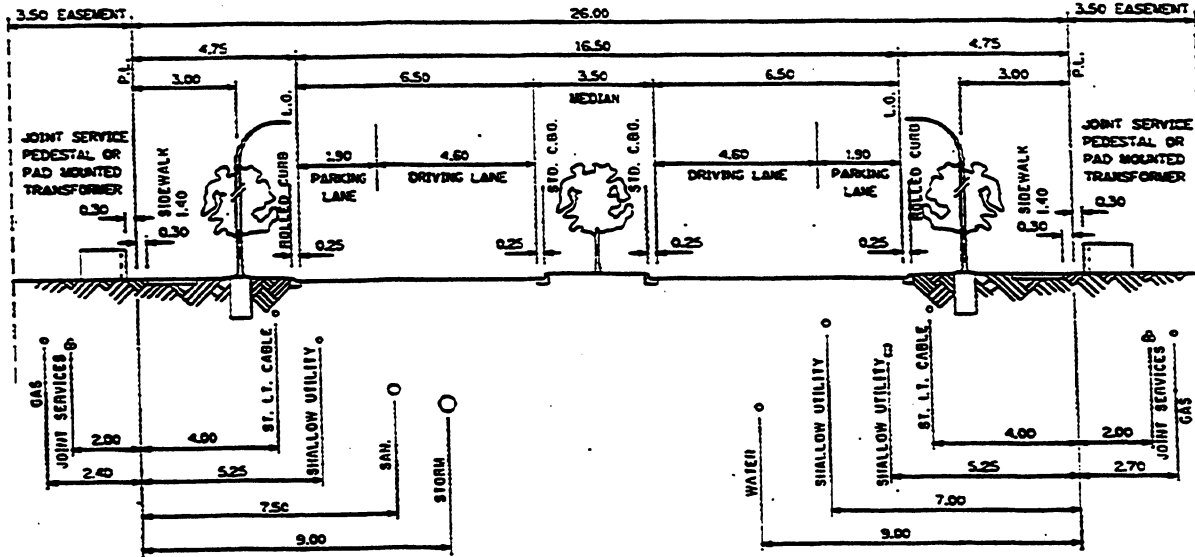 3.50 EASEMENT
26.00
3.50 EASEMENT
4.75
16.50
4.75
P.L.
3.00
6.50
3.50
6.50
3.00
P.L.
MEDIAN
L.O.
L.O.
JOINT SERVICE
PEDESTAL OR
PAD MOUNTED
TRANSFORMER
SIDEWALK
1.40
ROLLED CURB
1.90
PARKING
LANE
4.60
DRIVING LANE
STD. C.BO.
STD. C.BO.
4.60
DRIVING LANE
1.90
PARKING
LANE
ROLLED CURB
SIDEWALK
1.40
JOINT SERVICE
PEDESTAL OR
PAD MOUNTED
TRANSFORMER
0.30
0.30
0.25
0.25
0.25
0.25
0.30
0.30
GAS
JOINT SERVICES
ST. LT. CABLE
SHALLOW UTILITY
SAN.
STORM
WATER
SHALLOW UTILITY
SHALLOW UTILITY
ST. LT. CABLE
JOINT SERVICES
GAS
2.00
4.00
4.00
2.00
2.40
5.25
5.25
2.70
7.50
7.00
9.00
9.00